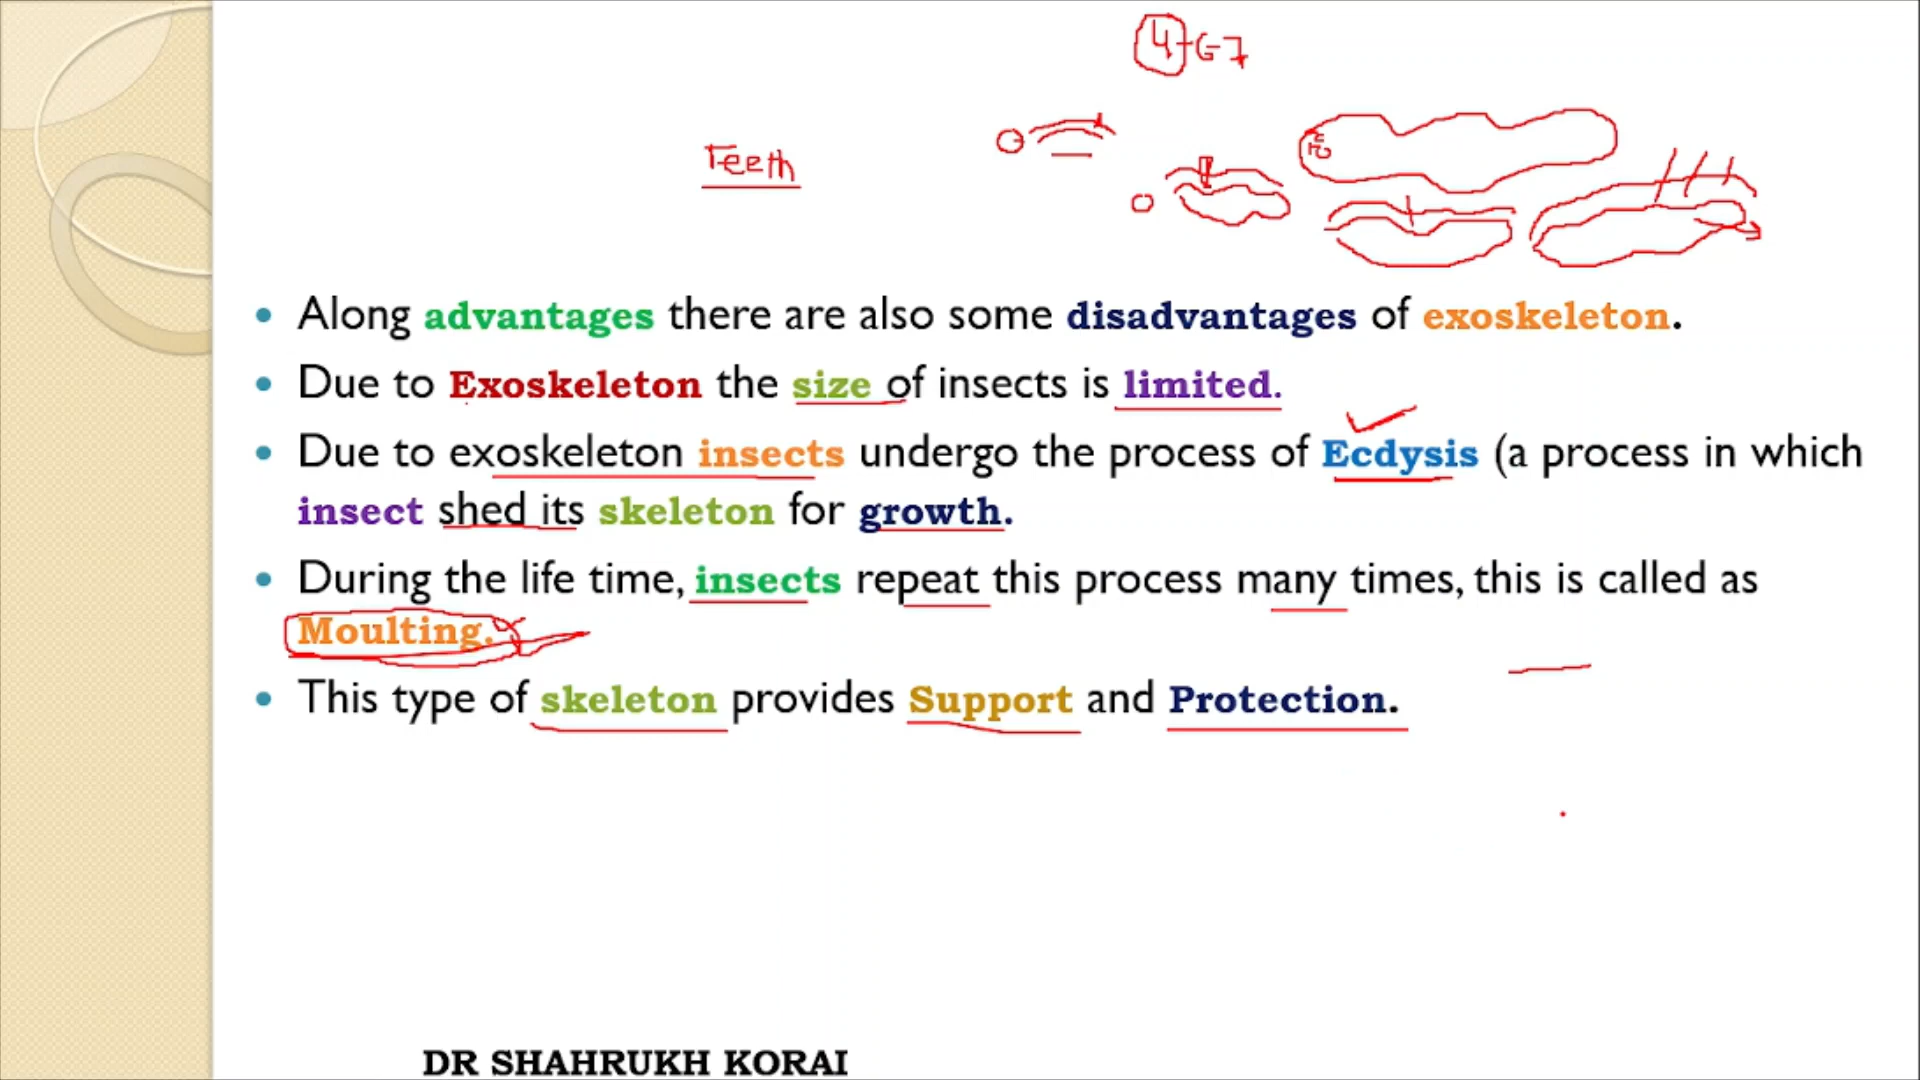 4-6-7
Teeth
• Along advantages there are also some disadvantages of exoskeleton.
• Due to Exoskeleton the size of insects is limited.
• Due to exoskeleton insects undergo the process of Ecdysis (a process in which
insect shed its skeleton for growth.
• During the life time, insects repeat this process many times, this is called as
Moulting.
• This type of skeleton provides Support and Protection.
DR SHAHRUKH KORAI